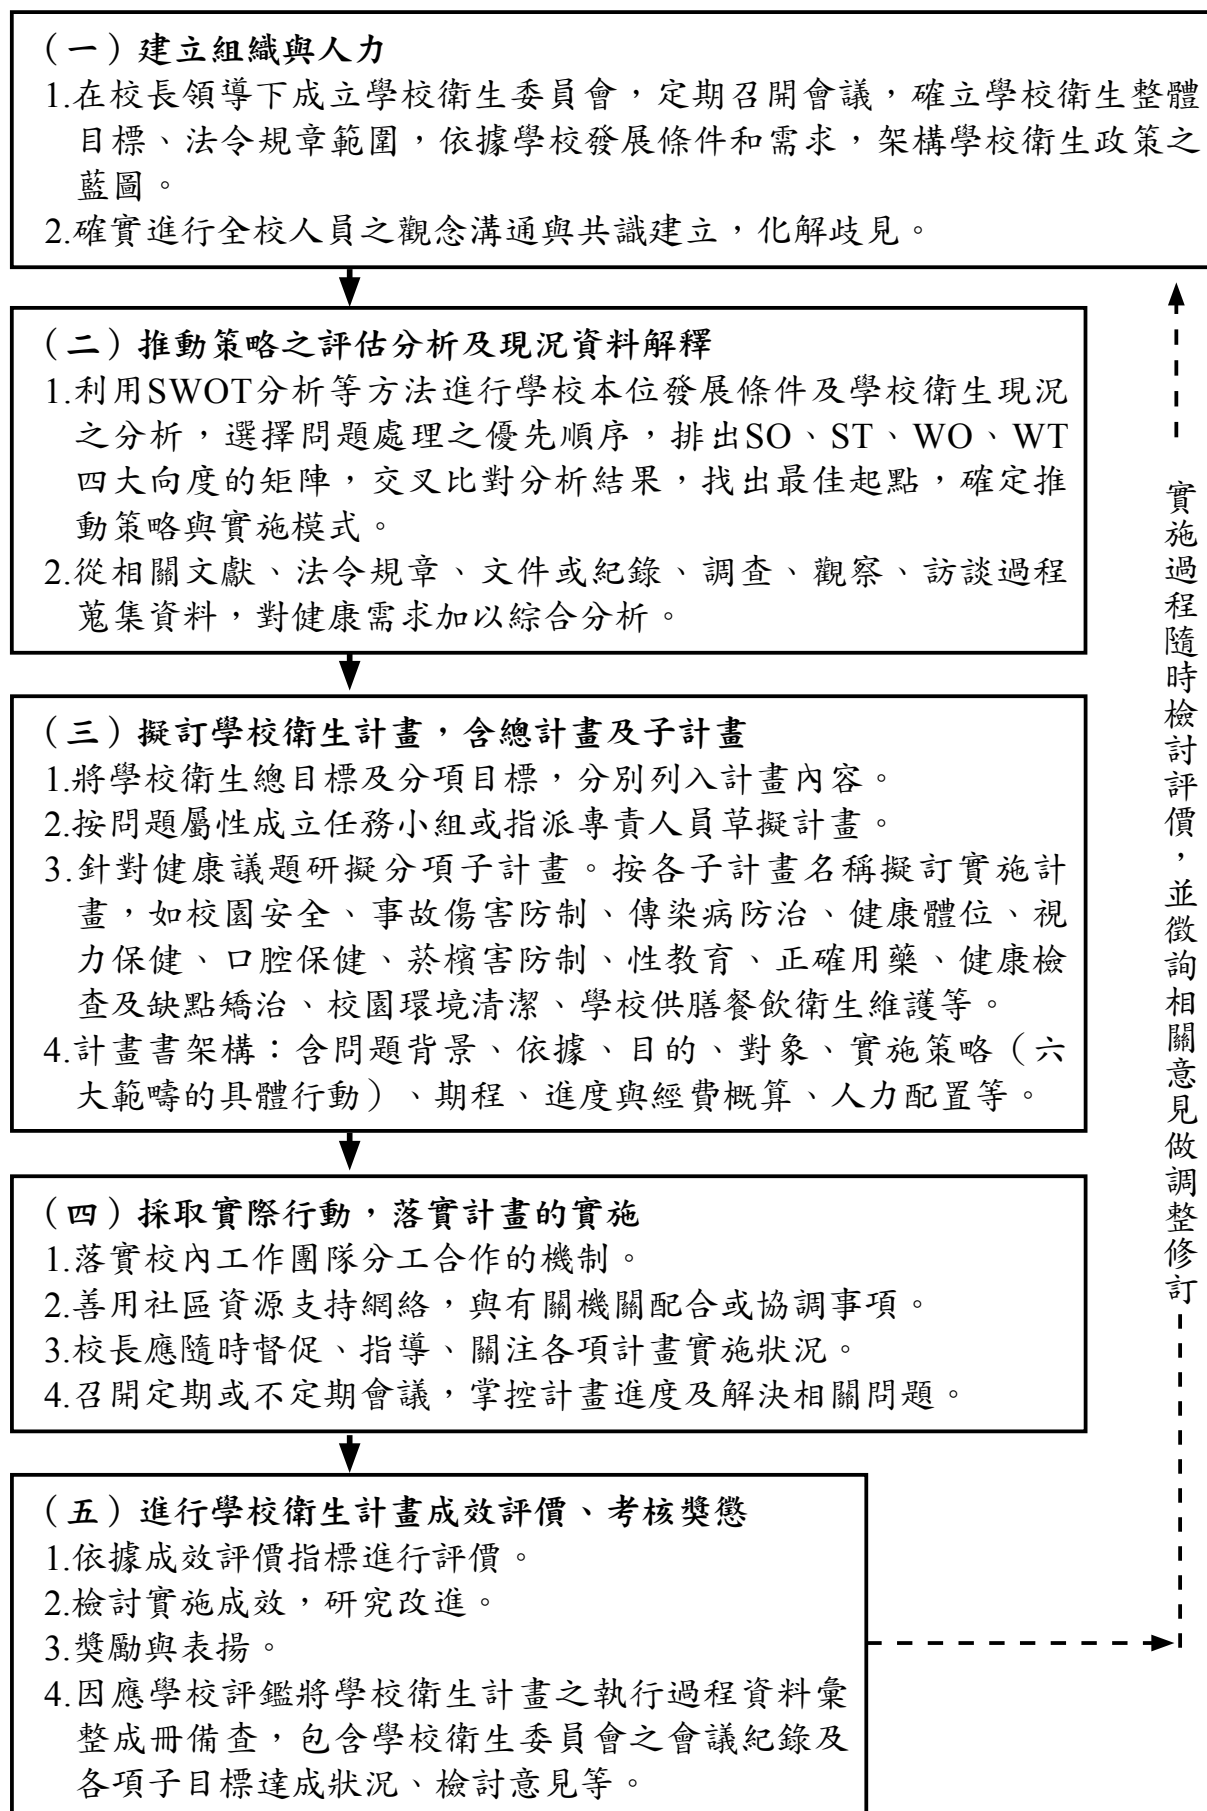 （一）建立組織與人力
1.在校長領導下成立學校衛生委員會，定期召開會議，確立學校衛生整體
目標、法令規章範圍，依據學校發展條件和需求，架構學校衛生政策之
藍圖。
2.確實進行全校人員之觀念溝通與共識建立，化解歧見。
（二）推動策略之評估分析及現況資料解釋
1.利用SWOT分析等方法進行學校本位發展條件及學校衛生現況
之分析，選擇問題處理之優先順序，排出SO、ST、WO、WT
四大向度的矩陣，交叉比對分析結果，找出最佳起點，確定推
動策略與實施模式。
2.從相關文獻、法令規章、文件或紀錄、調查、觀察、訪談過程
蒐集資料，對健康需求加以綜合分析。
（三）擬訂學校衛生計畫，含總計畫及子計畫
1.將學校衛生總目標及分項目標，分別列入計畫內容。
2.按問題屬性成立任務小組或指派專責人員草擬計畫。
3.針對健康議題研擬分項子計畫。按各子計畫名稱擬訂實施計
畫，如校園安全、事故傷害防制、傳染病防治、健康體位、視
力保健、口腔保健、菸檳害防制、性教育、正確用藥、健康檢
查及缺點矯治、校園環境清潔、學校供膳餐飲衛生維護等。
4.計畫書架構：含問題背景、依據、目的、對象、實施策略（六
大範疇的具體行動）、期程、進度與經費概算、人力配置等。
（四）採取實際行動，落實計畫的實施
1.落實校內工作團隊分工合作的機制。
2.善用社區資源支持網絡，與有關機關配合或協調事項。
3.校長應隨時督促、指導、關注各項計畫實施狀況。
4.召開定期或不定期會議，掌控計畫進度及解決相關問題。
（五）進行學校衛生計畫成效評價、考核獎懲
1.依據成效評價指標進行評價。
2.檢討實施成效，研究改進。
3.獎勵與表揚。
4.因應學校評鑑將學校衛生計畫之執行過程資料彙
整成冊備查，包含學校衛生委員會之會議紀錄及
各項子目標達成狀況、檢討意見等。
實施過程隨時檢討評價，並徵詢相關意見做調整修訂